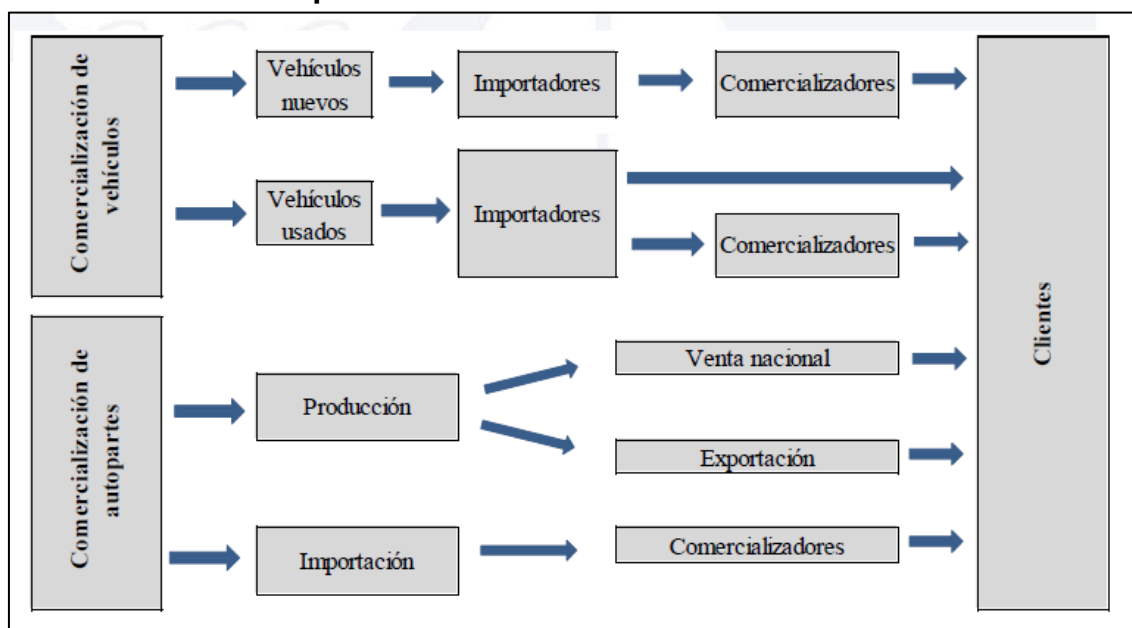 Comercialización de
vehículos
Vehículos
nuevos
Importadores
Comercializadores
Vehículos
usados
Importadores
Comercializadores
Comercialización de
autopartes
Producción
Venta nacional
Exportación
Importación
Comercializadores
Clientes